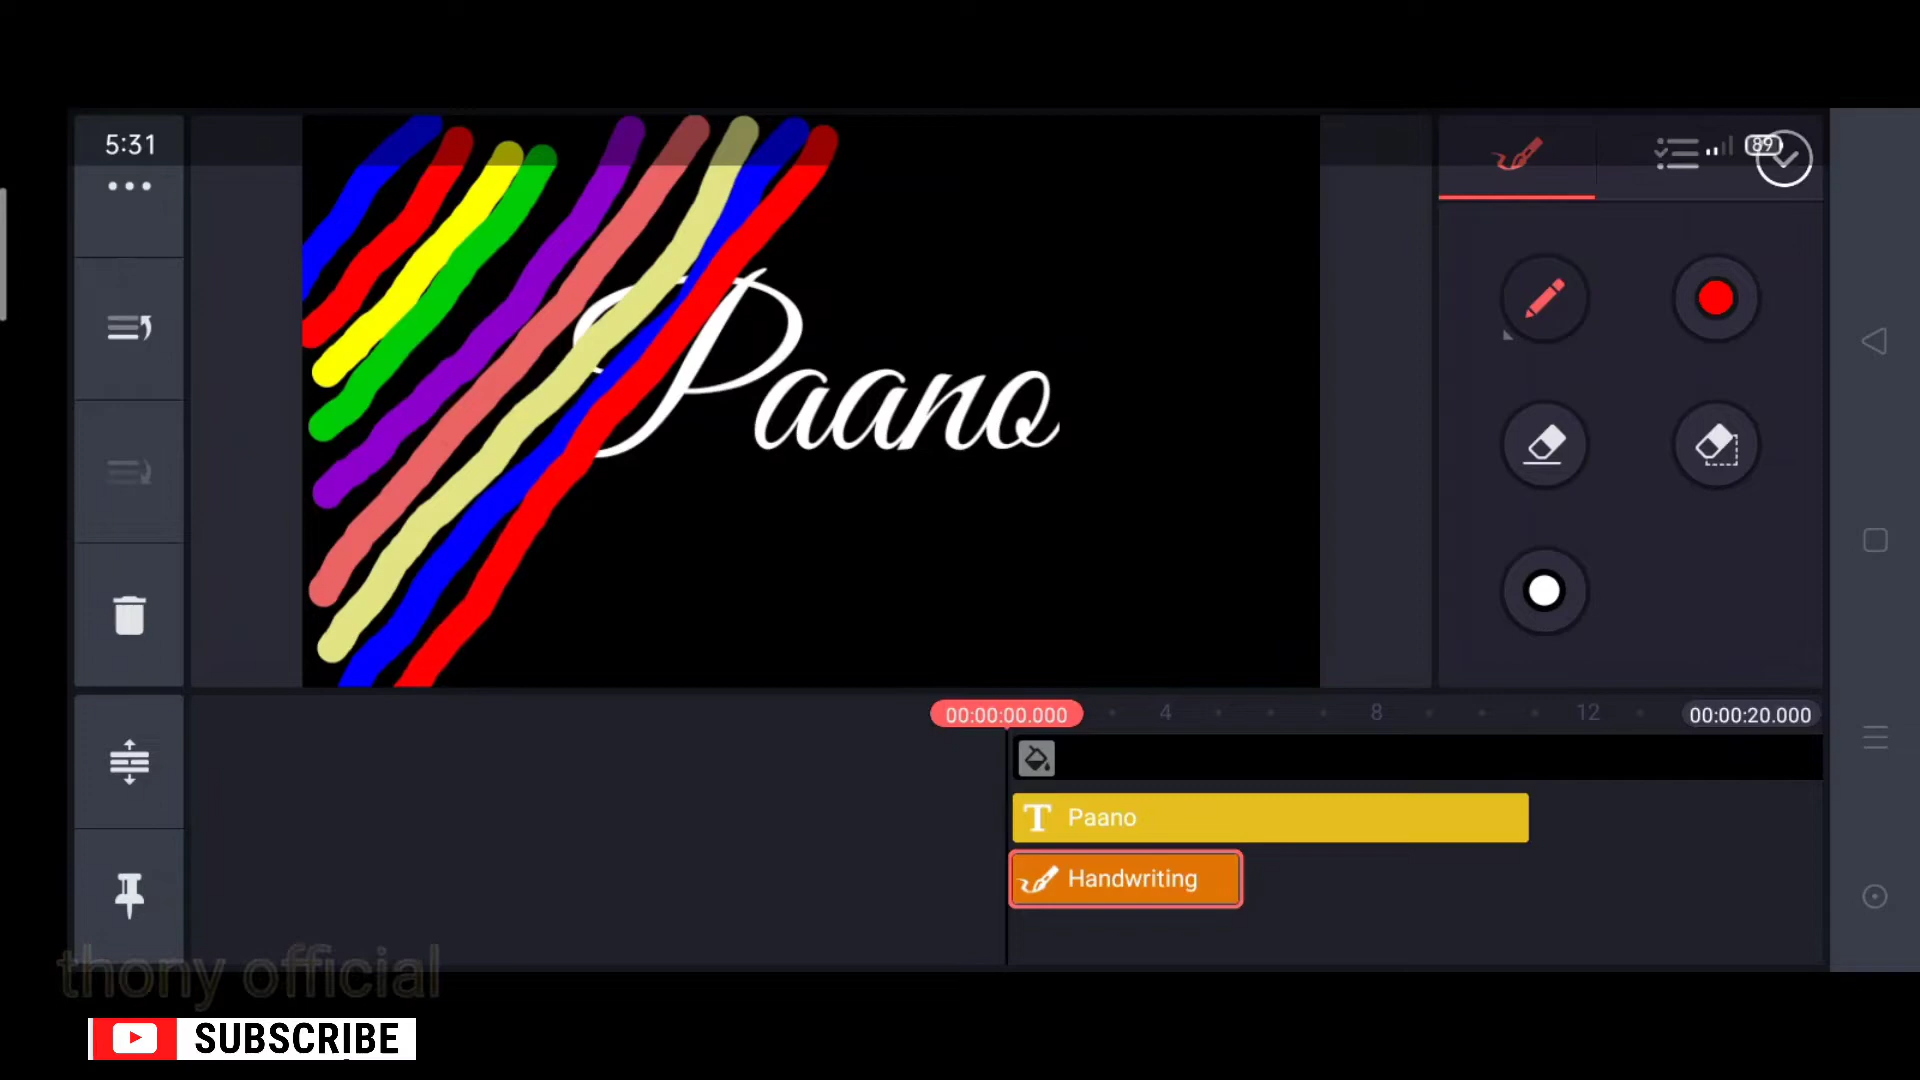 5:31
89
Paano
00:00:00.000
4
8
12
00:00:20.000
T Paano
Handwriting
thony official
SUBSCRIBE